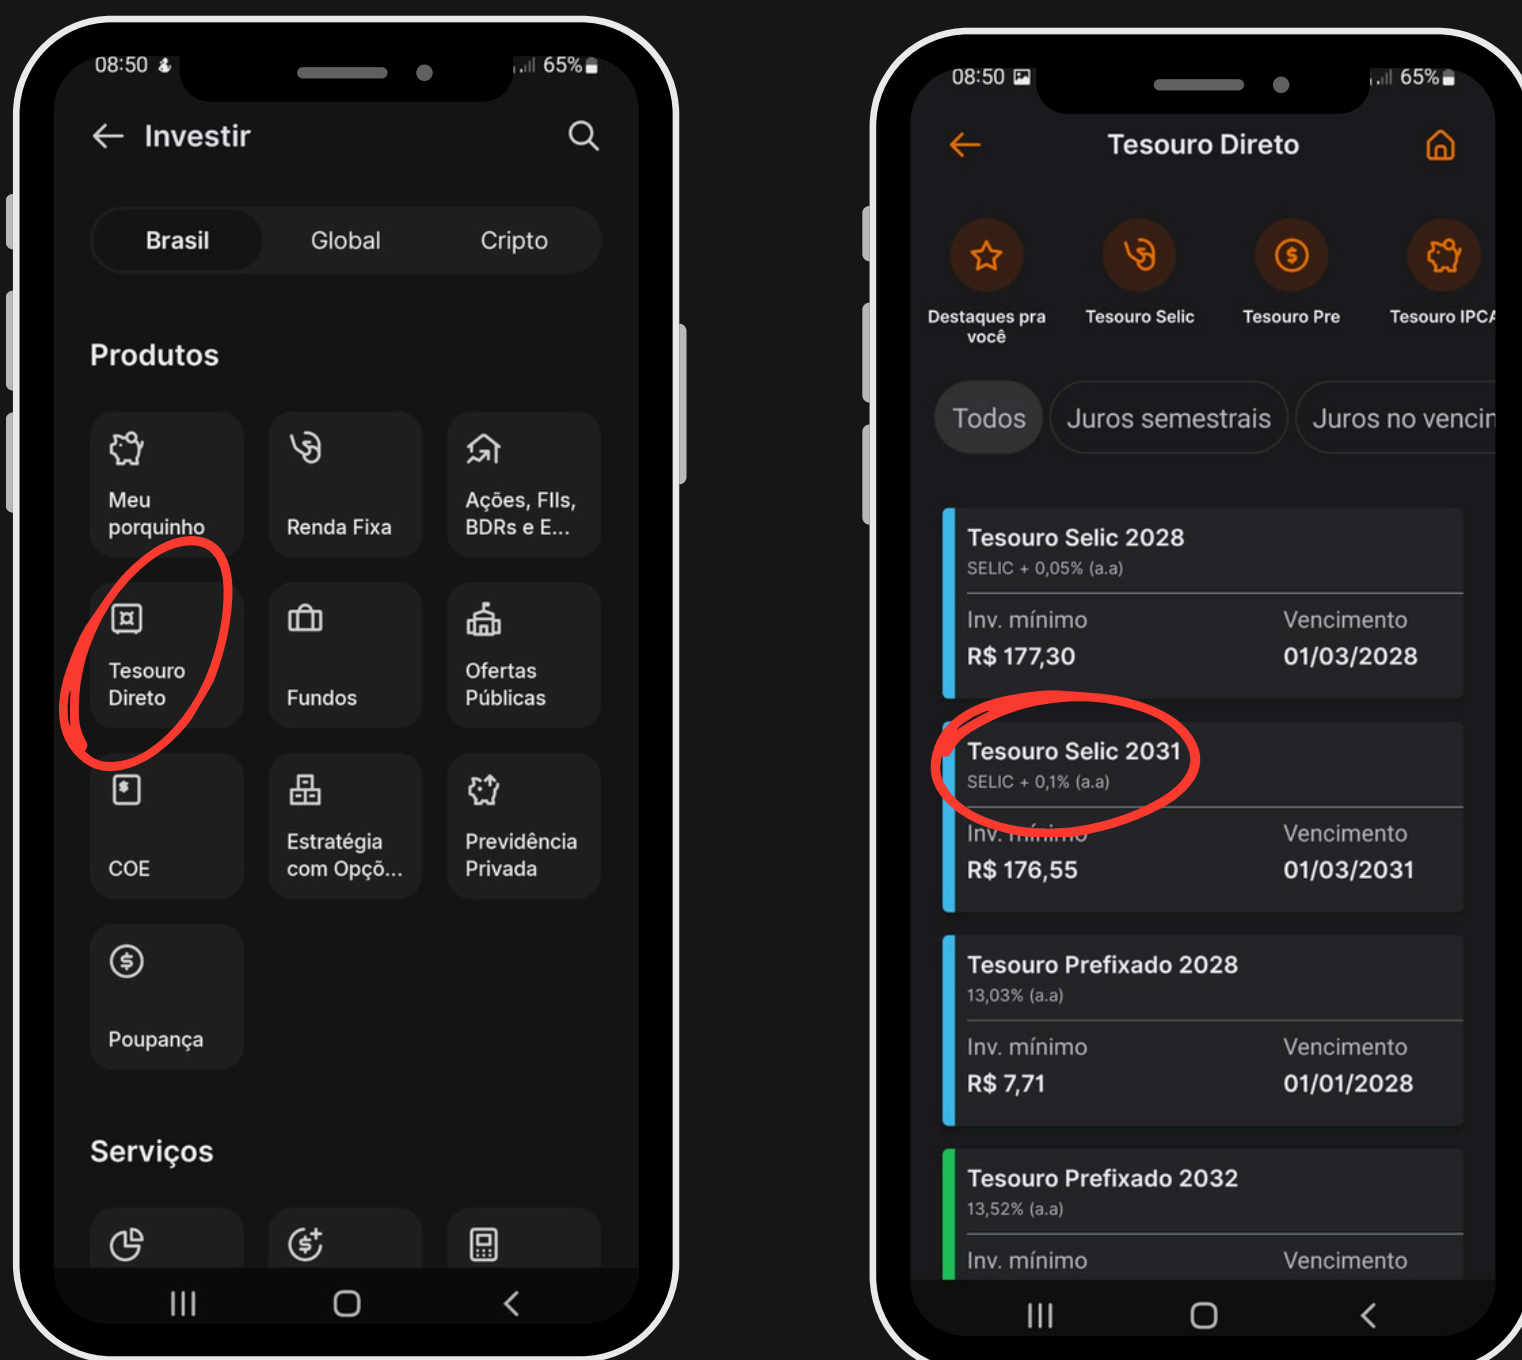 08:50
65%
Investir
Brasil
Global
Cripto
Produtos
Meu
porquinho
Renda Fixa
Ações, FIIs,
BDRs e E...
Tesouro
Direto
Fundos
Ofertas
Públicas
COE
Estratégia
com Opçõ...
Previdência
Privada
Poupança
Serviços
08:50
65%
Tesouro Direto
Destaques pra
você
Tesouro Selic
Tesouro Pre
Tesouro IPCA
Todos
Juros semestrais
Juros no vencin
Tesouro Selic 2028
SELIC + 0,05% (a.a)
Inv. mínimo
Vencimento
R$ 177,30
01/03/2028
Tesouro Selic 2031
SELIC + 0,1% (a.a)
Inv. mínimo
Vencimento
R$ 176,55
01/03/2031
Tesouro Prefixado 2028
13,03% (a.a)
Inv. mínimo
Vencimento
R$ 7,71
01/01/2028
Tesouro Prefixado 2032
13,52% (a.a)
Inv. mínimo
Vencimento